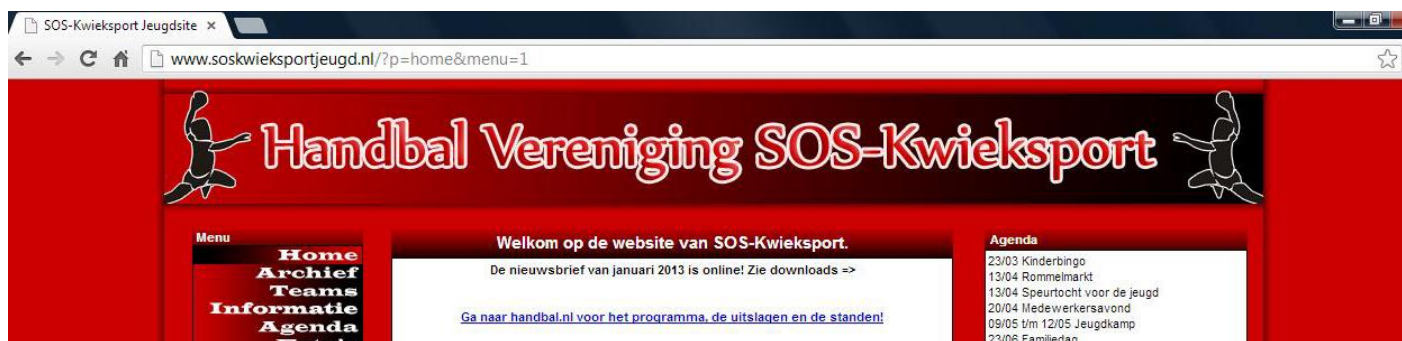 SOS-Kwieksport Jeugdsite
www.soskwieksportjeugd.nl/?p=home&menu=1
Handbal Vereniging SOS-Kwieksport
Menu
Home
Archief
Teams
Informatie
Agenda
Welkom op de website van SOS-Kwieksport.
De nieuwsbrief van januari 2013 is online! Zie downloads =>
Ga naar handbal.nl voor het programma, de uitslagen en de standen!
Agenda
23/03 Kinderbingo
13/04 Rommelmarkt
13/04 Speurtocht voor de jeugd
20/04 Medewerkersavond
09/05 t/m 12/05 Jeugdkamp
23/06 Familiedag